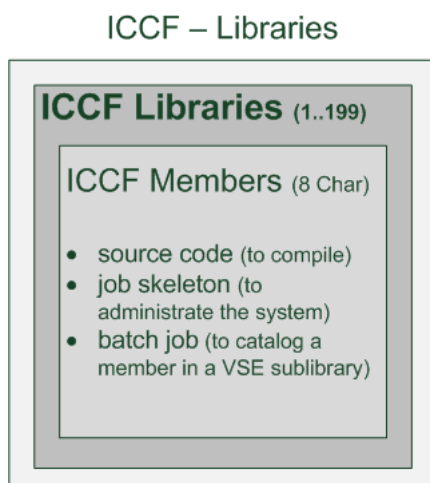 ICCF – Libraries
ICCF Libraries (1..199)
ICCF Members (8 Char)
• source code (to compile)
• job skeleton (to
administrate the system)
• batch job (to catalog a
member in a VSE sublibrary)